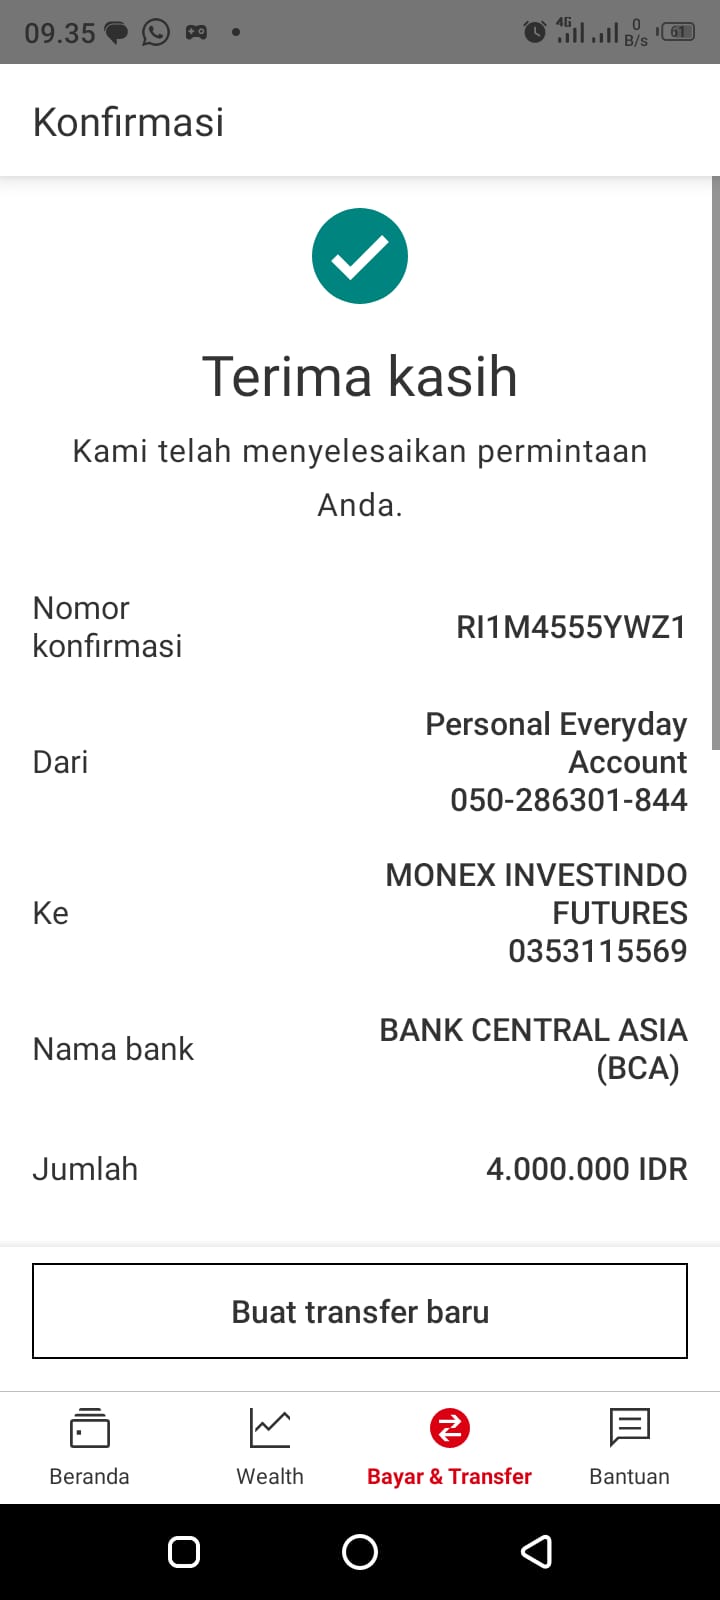 09.35
4G
0
B/s
61
Konfirmasi
Terima kasih
Kami telah menyelesaikan permintaan
Anda.
Nomor
konfirmasi
RI1M4555YWZ1
Dari
Personal Everyday
Account
050-286301-844
Ke
MONEX INVESTINDO
FUTURES
0353115569
Nama bank
BANK CENTRAL ASIA
(BCA)
Jumlah
4.000.000 IDR
Buat transfer baru
Beranda
Wealth
Bayar & Transfer
Bantuan